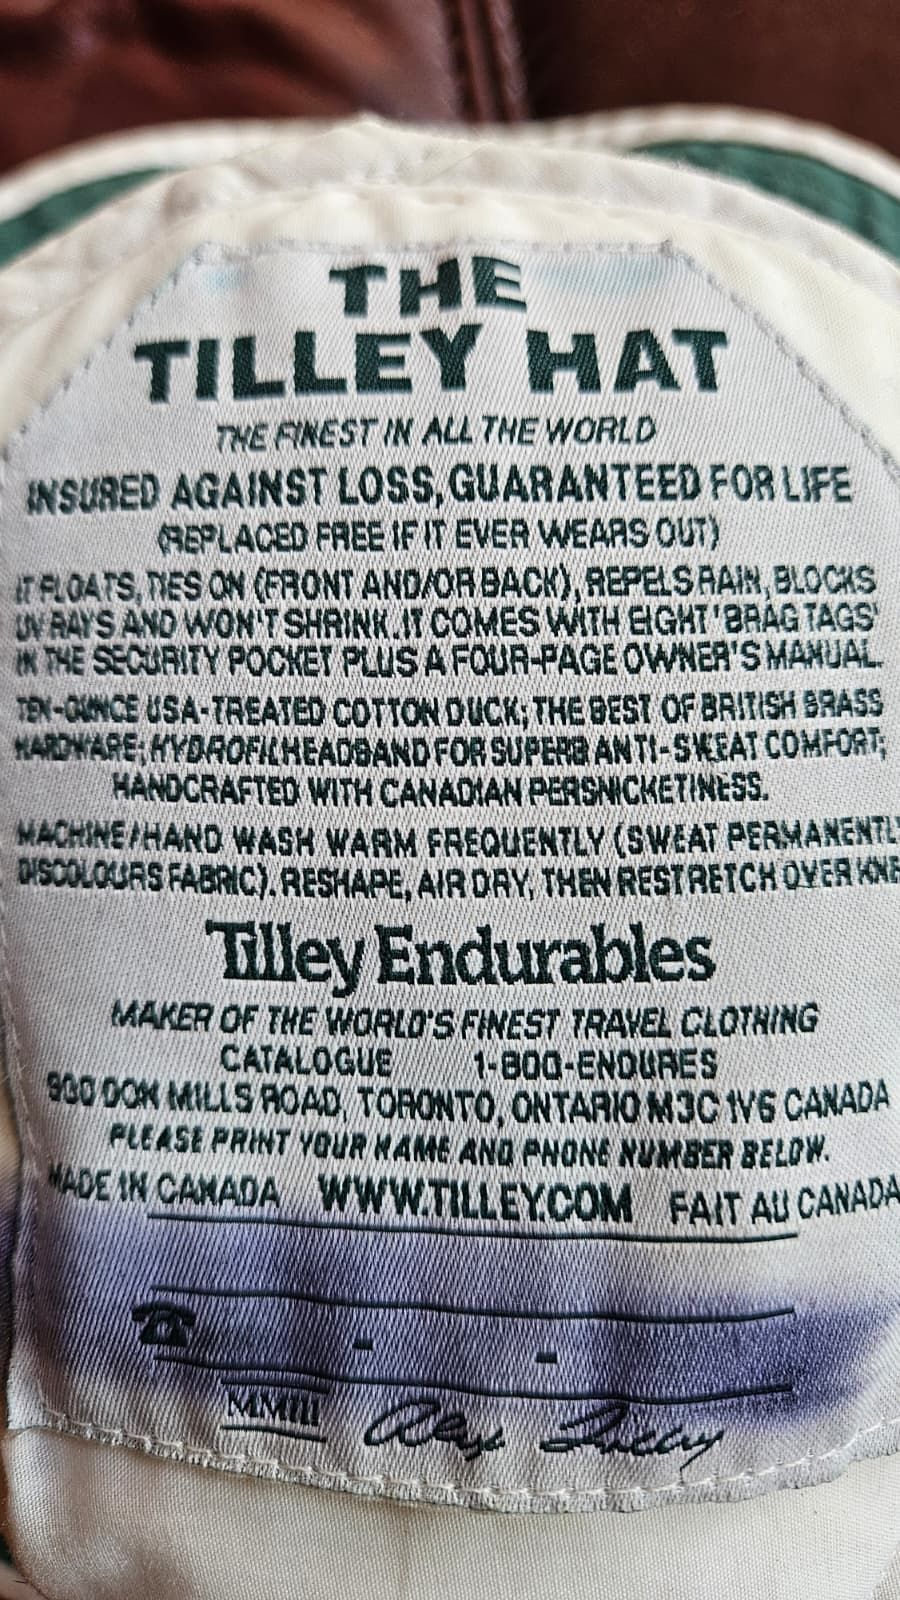 THE
TILLEY HAT
THE FINEST IN ALL THE WORLD
INSURED AGAINST LOSS, GUARANTEED FOR LIFE
(REPLACED FREE IF IT EVER WEARS OUT)
IT FLOATS, TIES ON (FRONT AND/OR BACK), REPELS RAIN, BLOCKS
UV RAYS AND WON'T SHRINK. IT COMES WITH EIGHT 'BRAG TAGS'
IN THE SECURITY POCKET PLUS A FOUR-PAGE OWNER'S MANUAL.
TEN-OUNCE USA-TREATED COTTON DUCK; THE BEST OF BRITISH BRASS
HARDWARE; HYDROFIL HEADBAND FOR SUPERB ANTI-SWEAT COMFORT;
HANDCRAFTED WITH CANADIAN PERSNICKETINESS.
MACHINE/HAND WASH WARM FREQUENTLY (SWEAT PERMANENTL
DISCOLOURS FABRIC). RESHAPE, AIR DRY, THEN RESTRETCH OVER KNE
Tilley Endurables
MAKER OF THE WORLD'S FINEST TRAVEL CLOTHING
CATALOGUE 1-800-ENDURES
900 DON MILLS ROAD, TORONTO, ONTARIO M3C 1V6 CANADA
PLEASE PRINT YOUR NAME AND PHONE NUMBER BELOW.
MADE IN CANADA WWW.TILLEY.COM FAIT AU CANADA
☎ - -
MMIII Alex Tilley